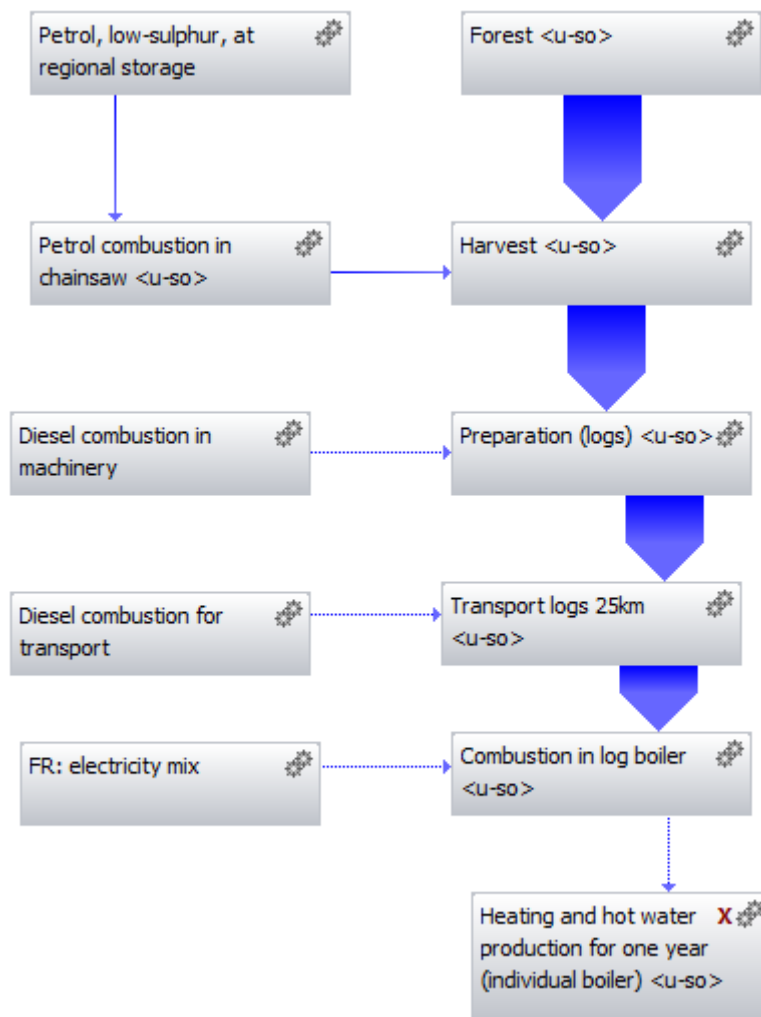 Petrol, low-sulphur, at
regional storage
Forest <u-so>
Petrol combustion in
chainsaw <u-so>
Harvest <u-so>
Diesel combustion in
machinery
Preparation (logs) <u-so>
Diesel combustion for
transport
Transport logs 25km
<u-so>
FR: electricity mix
Combustion in log boiler
<u-so>
Heating and hot water X
production for one year
(individual boiler) <u-so>